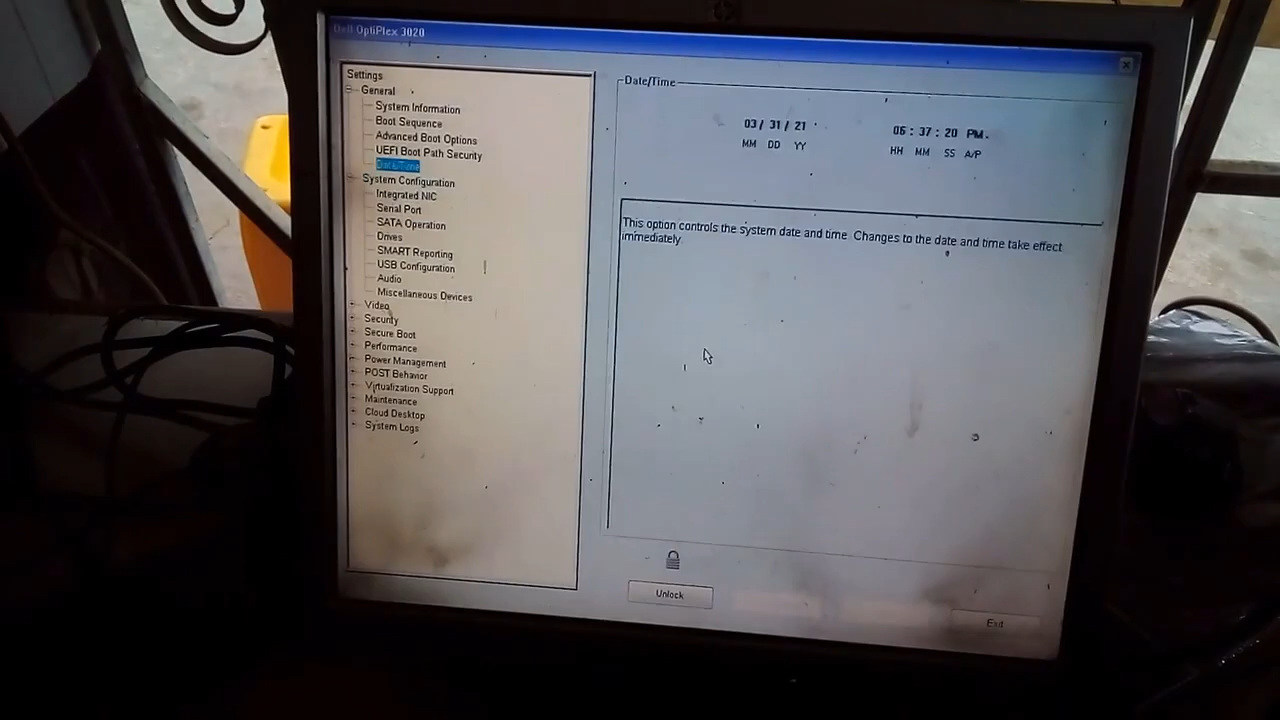 Dell OptiPlex 3020
Settings
General
System Information
Boot Sequence
Advanced Boot Options
UEFI Boot Path Security
Date/Time
System Configuration
Integrated NIC
Serial Port
SATA Operation
Drives
SMART Reporting
USB Configuration
Audio
Miscellaneous Devices
Video
Security
Secure Boot
Performance
Power Management
POST Behavior
Virtualization Support
Maintenance
Cloud Desktop
System Logs
Date/Time
03 / 31 / 21 06 : 37 : 20 PM
MM DD YY HH MM SS A/P
This option controls the system date and time. Changes to the date and time take effect
immediately.
Unlock
Exit